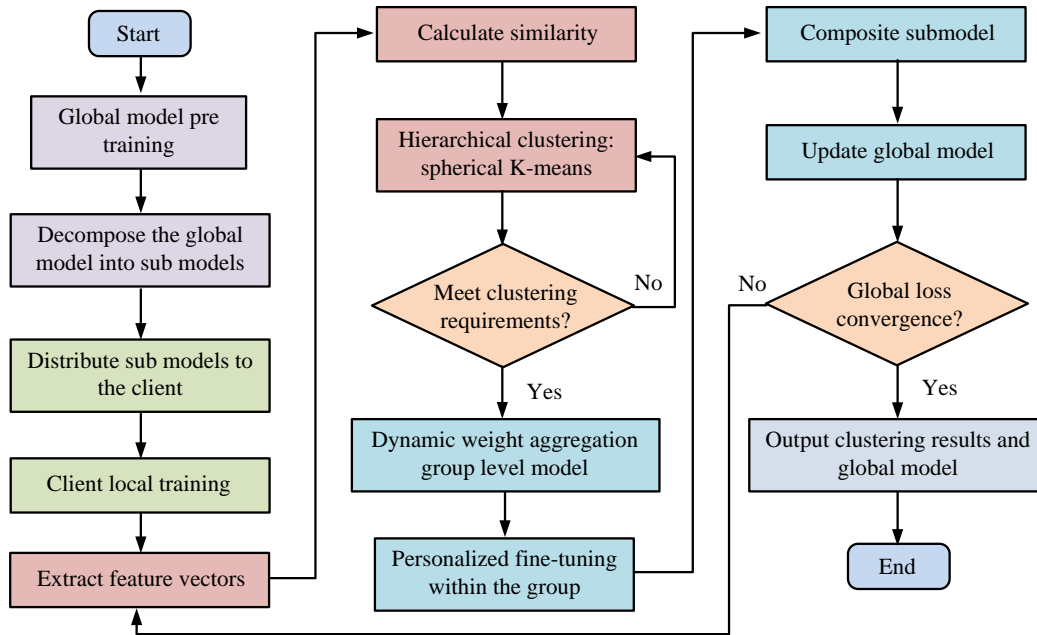 Start
Global model pre
training
Decompose the global
model into sub models
Distribute sub models to
the client
Client local training
Extract feature vectors
Calculate similarity
Hierarchical clustering:
spherical K-means
Meet clustering
requirements?
No
Yes
Dynamic weight aggregation
group level model
Personalized fine-tuning
within the group
Composite submodel
Update global model
Global loss
convergence?
No
Yes
Output clustering results and
global model
End